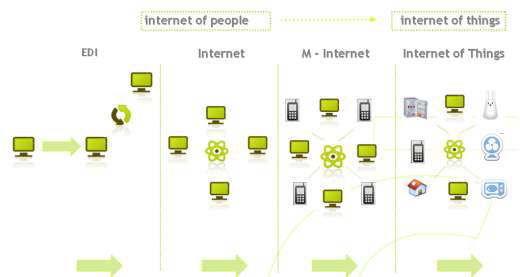 internet of people
internet of things
EDI
Internet
M - Internet
Internet of Things